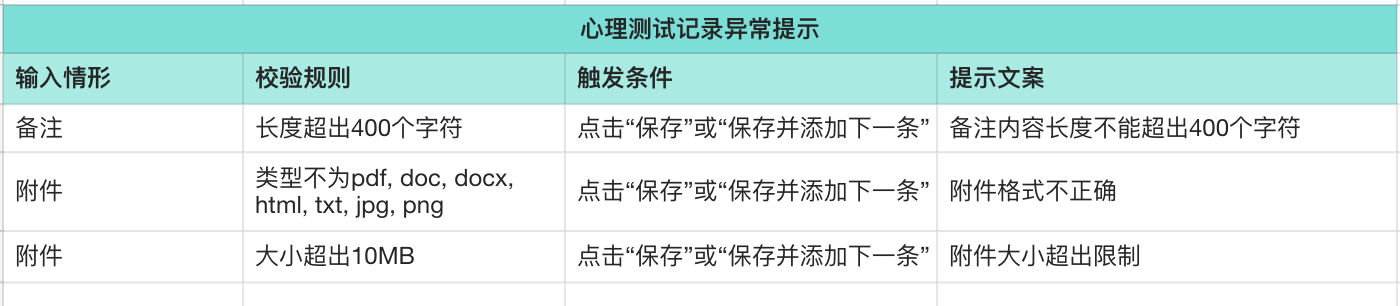 心理测试记录异常提示
输入情形 校验规则 触发条件 提示文案
备注 长度超出400个字符 点击“保存”或“保存并添加下一条” 备注内容长度不能超出400个字符
附件 类型不为pdf, doc, docx, html, txt, jpg, png 点击“保存”或“保存并添加下一条” 附件格式不正确
附件 大小超出10MB 点击“保存”或“保存并添加下一条” 附件大小超出限制